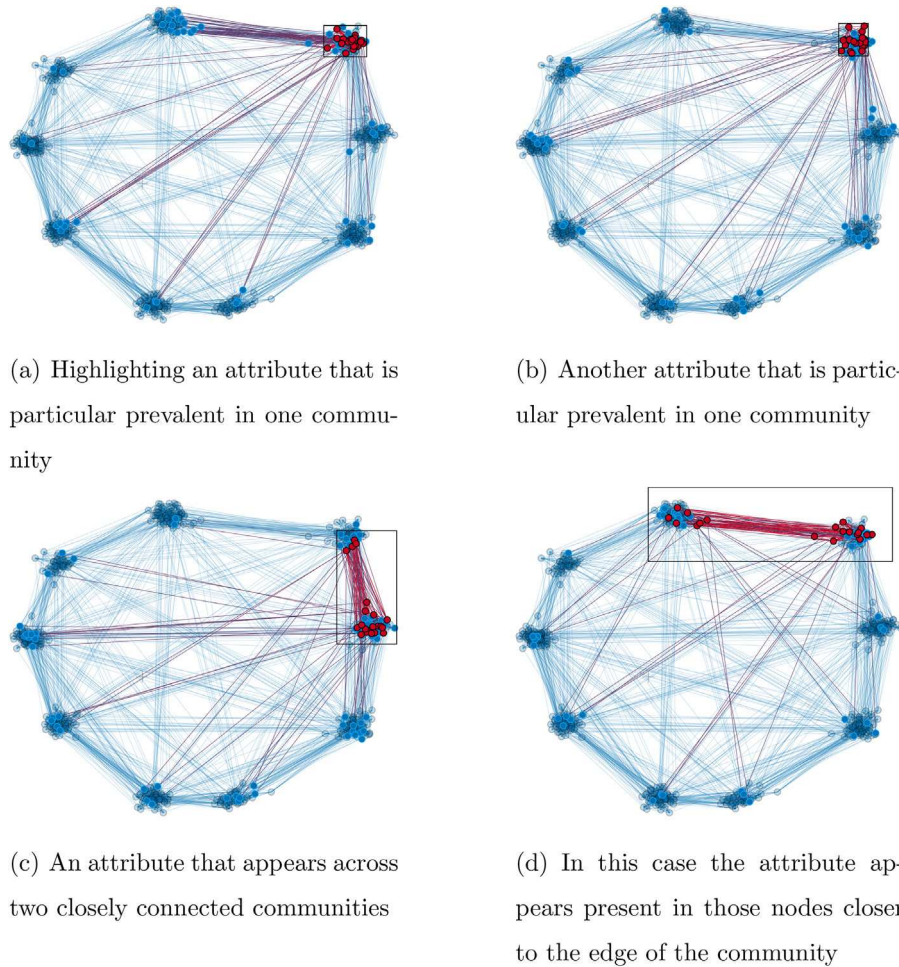 (a) Highlighting an attribute that is
particular prevalent in one commu-
nity
(b) Another attribute that is partic-
ular prevalent in one community
(c) An attribute that appears across
two closely connected communities
(d) In this case the attribute ap-
pears present in those nodes closer
to the edge of the community